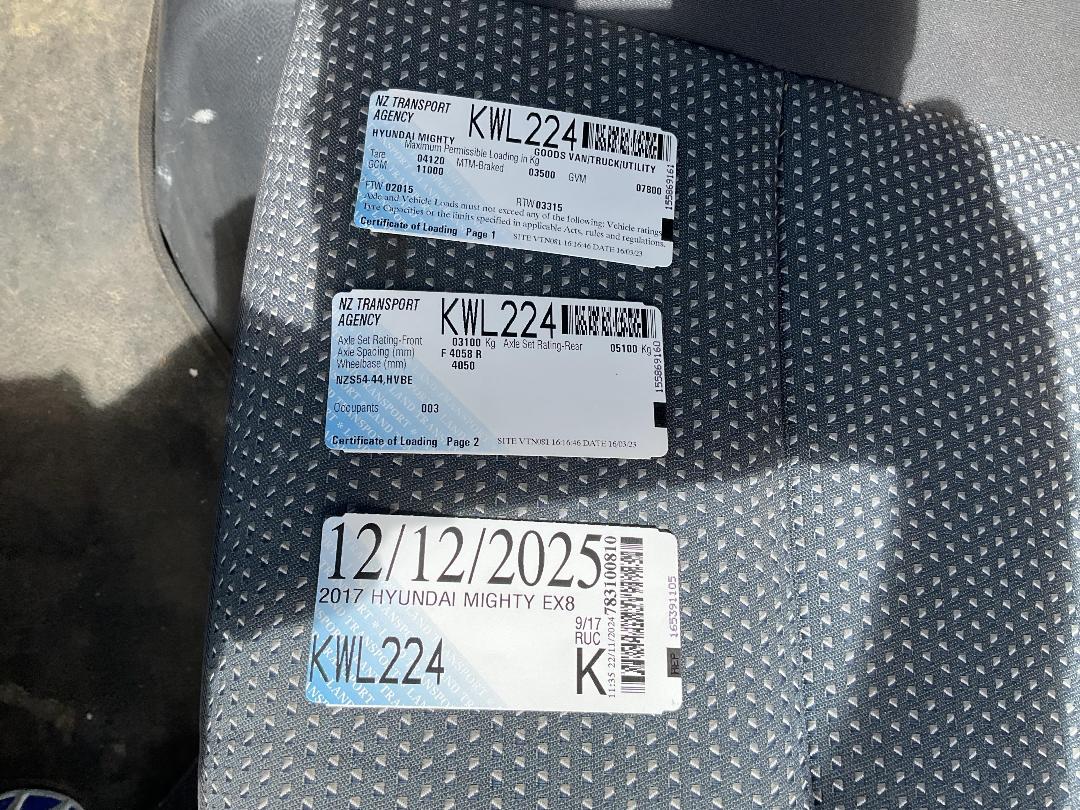 NZ TRANSPORT
AGENCY
KWL224
HYUNDAI MIGHTY
GOODS VAN/TRUCK/UTILITY
Maximum Permissible Loading in Kg
Tare 04120 MTM-Braked 03500 GVM 07800
GCM 11000
FTW 02015 RTW 03315
Axle and Vehicle Loads must not exceed any of the following: Vehicle ratings,
Tyre Capacities or the limits specified in applicable Acts, rules and regulations.
Certificate of Loading Page 1 SITE VTN081 16:16:46 DATE 16/03/23
155869161
NZ TRANSPORT
AGENCY
KWL224
Axle Set Rating-Front 03100 Kg Axle Set Rating-Rear 05100 Kg
Axle Spacing (mm) F 4058 R
Wheelbase (mm) 4050
NZS54-44,HVBE
Occupants 003
Certificate of Loading Page 2 SITE VTN081 16:16:46 DATE 16/03/23
155869160
12/12/2025
2017 HYUNDAI MIGHTY EX8
9/17
RUC
KWL224
K
11:35 22/11/2024 783100810
165391105
REP